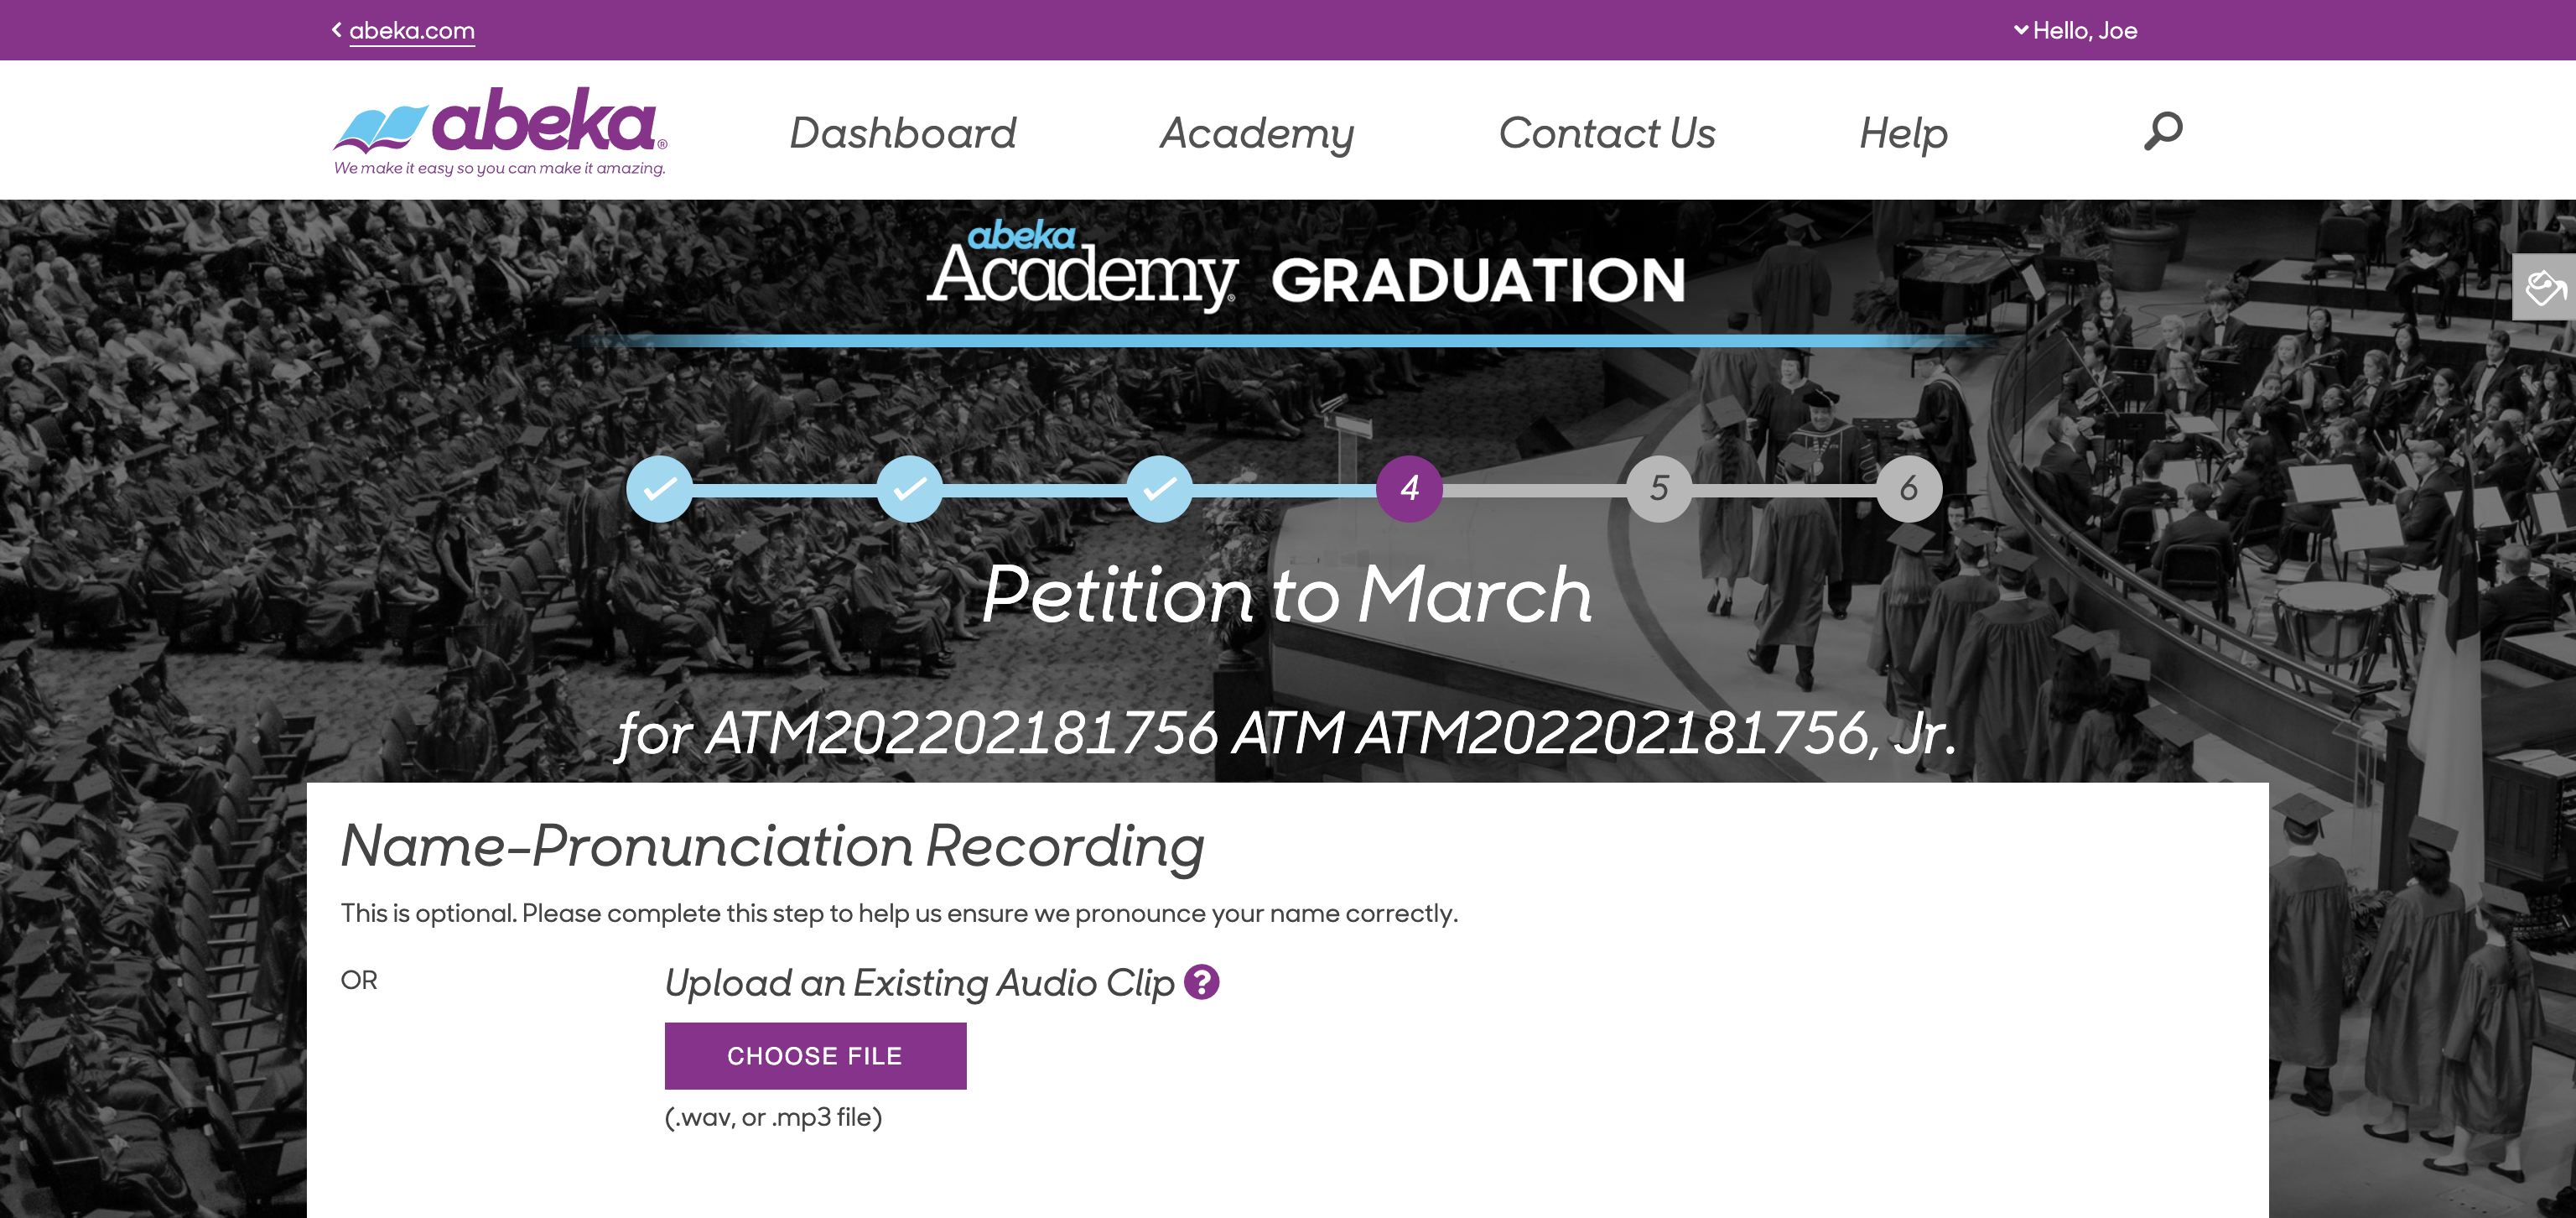 abeka.com
Hello, Joe
abeka®
We make it easy so you can make it amazing.
Dashboard
Academy
Contact Us
Help
abeka
Academy® GRADUATION
4
5
6
Petition to March
for ATM202202181756 ATM ATM202202181756, Jr.
Name-Pronunciation Recording
This is optional. Please complete this step to help us ensure we pronounce your name correctly.
OR
Upload an Existing Audio Clip ?
CHOOSE FILE
(.wav, or .mp3 file)